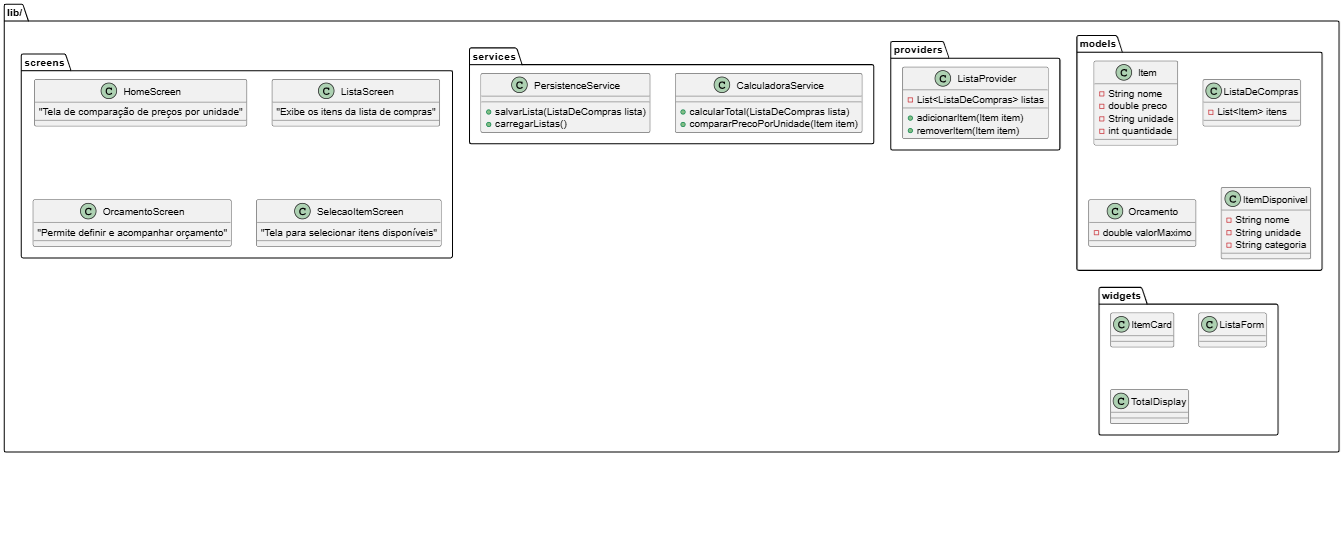 lib/
screens
C HomeScreen
"Tela de comparação de preços por unidade"
C ListaScreen
"Exibe os itens da lista de compras"
C OrcamentoScreen
"Permite definir e acompanhar orçamento"
C SelecaoItemScreen
"Tela para selecionar itens disponíveis"
services
C PersistenceService
salvarLista(ListaDeCompras lista)
carregarListas()
C CalculadoraService
calcularTotal(ListaDeCompras lista)
compararPrecoPorUnidade(Item item)
providers
C ListaProvider
List<ListaDeCompras> listas
adicionarItem(Item item)
removerItem(Item item)
models
C Item
String nome
double preco
String unidade
int quantidade
C ListaDeCompras
List<Item> itens
C Orcamento
double valorMaximo
C ItemDisponivel
String nome
String unidade
String categoria
widgets
C ItemCard
C ListaForm
C TotalDisplay